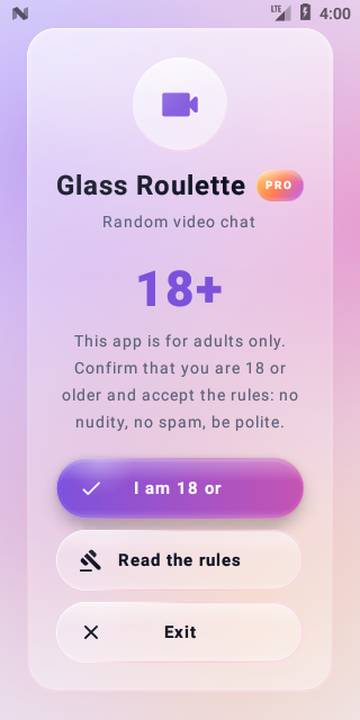 LTE 4:00
Glass Roulette PRO
Random video chat
18+
This app is for adults only.
Confirm that you are 18 or
older and accept the rules: no
nudity, no spam, be polite.
I am 18 or
Read the rules
Exit